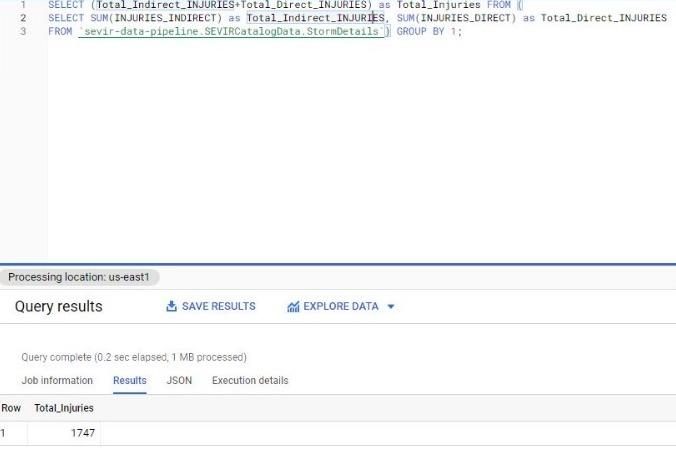 1 SELECT (Total_Indirect_INJURIES+Total_Direct_INJURIES) as Total_Injuries FROM (
2 SELECT SUM(INJURIES_INDIRECT) as Total_Indirect_INJURIES, SUM(INJURIES_DIRECT) as Total_Direct_INJURIES
3 FROM `sevir-data-pipeline.SEVIRCatalogData.StormDetails`) GROUP BY 1;
Processing location: us-east1
Query results SAVE RESULTS EXPLORE DATA
Query complete (0.2 sec elapsed, 1 MB processed)
Job information Results JSON Execution details
Row Total_Injuries
1 1747